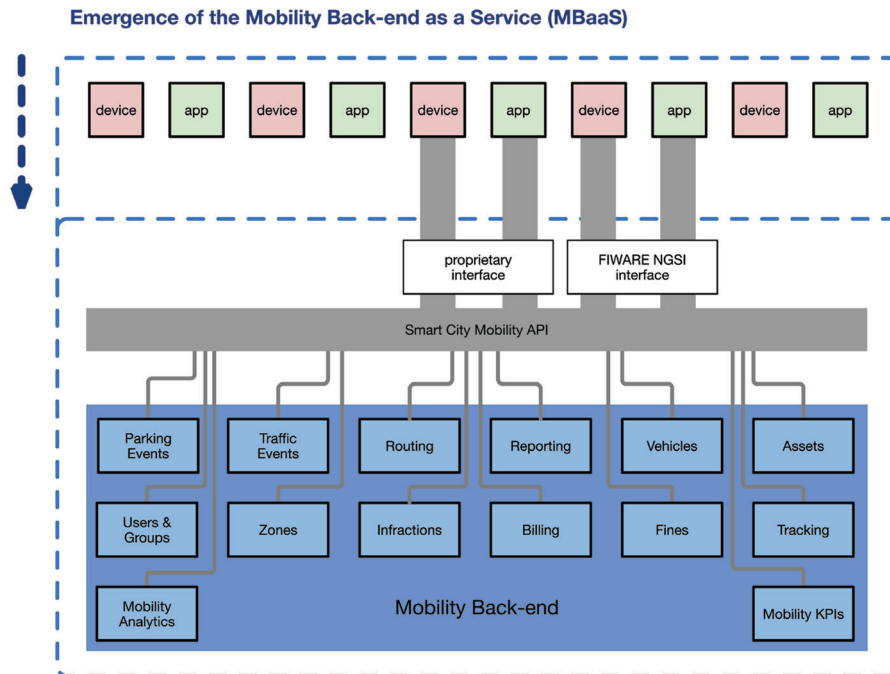 Emergence of the Mobility Back-end as a Service (MBaaS)
device
app
device
app
device
app
device
app
device
app
proprietary
interface
FIWARE NGSI
interface
Smart City Mobility API
Parking
Events
Traffic
Events
Routing
Reporting
Vehicles
Assets
Users &
Groups
Zones
Infractions
Billing
Fines
Tracking
Mobility
Analytics
Mobility Back-end
Mobility KPIs